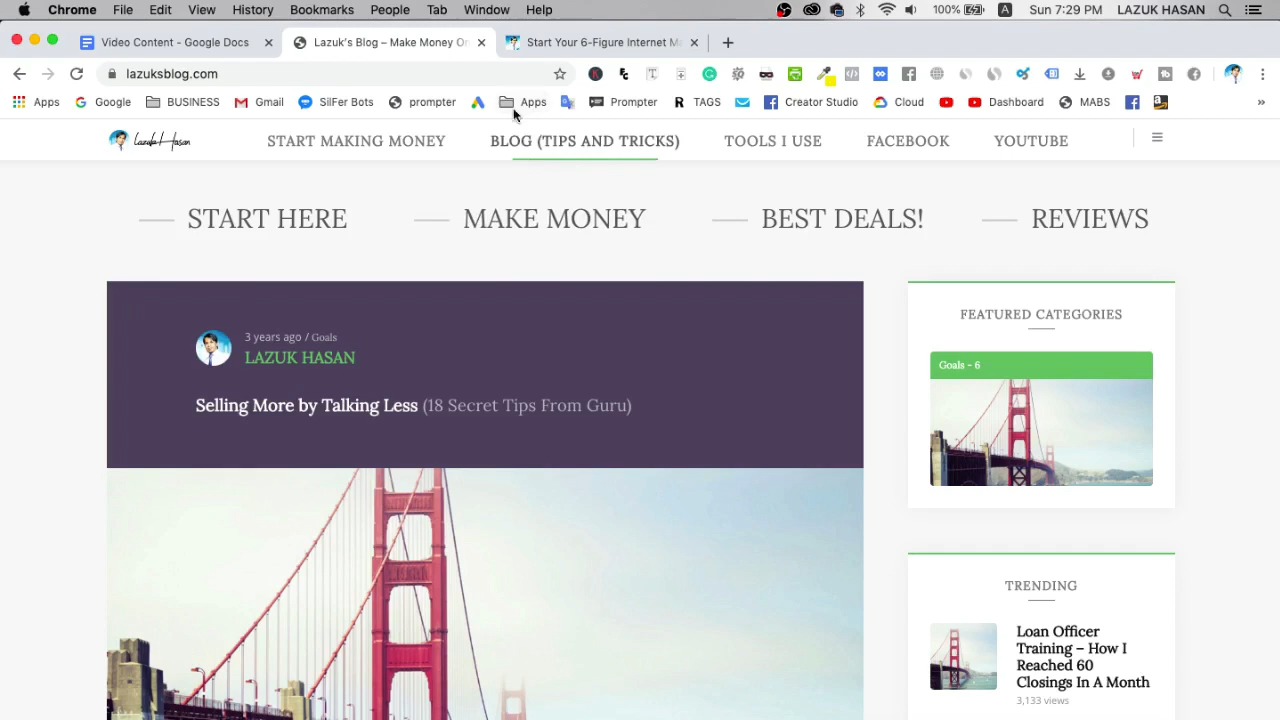 Chrome File Edit View History Bookmarks People Tab Window Help 100% A Sun 7:29 PM LAZUK HASAN
Video Content - Google Docs Lazuk's Blog – Make Money On Start Your 6-Figure Internet Ma
lazuksblog.com
Apps Google BUSINESS Gmail SilFer Bots prompter Apps Prompter R TAGS Creator Studio Cloud Dashboard MABS »
Lazuk Hasan START MAKING MONEY BLOG (TIPS AND TRICKS) TOOLS I USE FACEBOOK YOUTUBE
START HERE MAKE MONEY BEST DEALS! REVIEWS
3 years ago / Goals
LAZUK HASAN
Selling More by Talking Less (18 Secret Tips From Guru)
FEATURED CATEGORIES
Goals - 6
TRENDING
Loan Officer
Training – How I
Reached 60
Closings In A Month
3,133 views